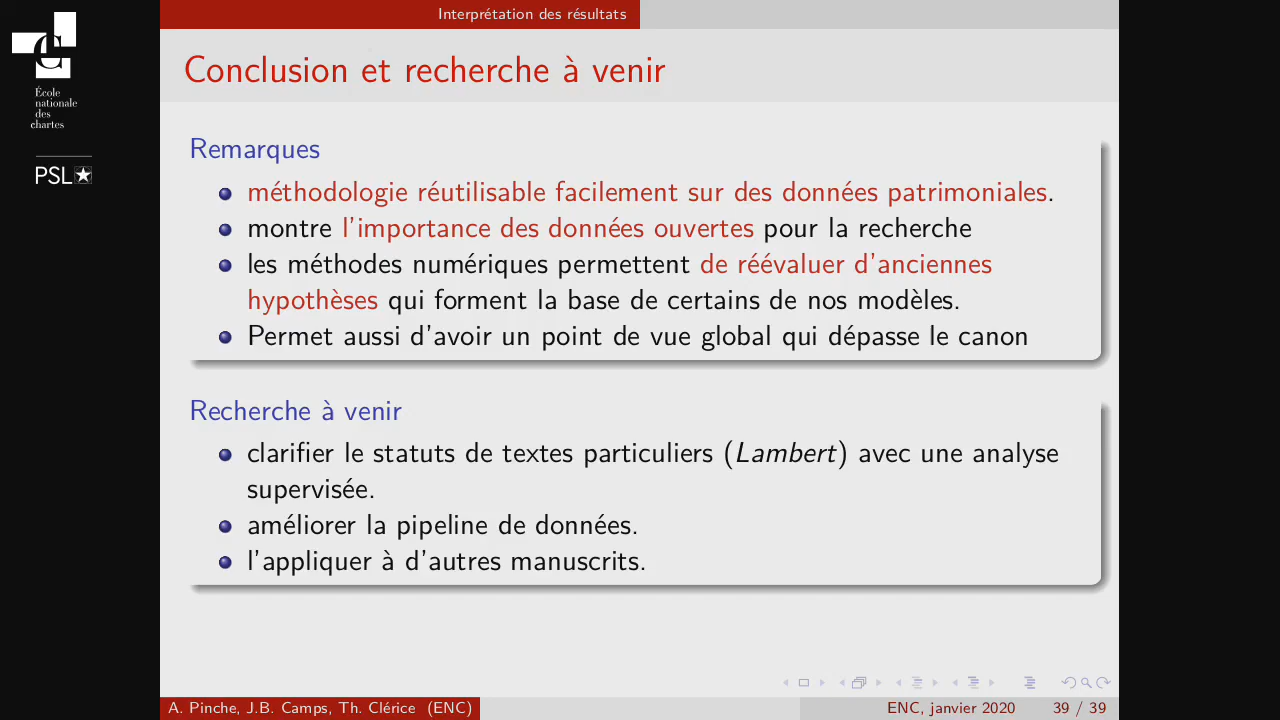 Interprétation des résultats
École
nationale
des
chartes
PSL
Conclusion et recherche à venir
Remarques
méthodologie réutilisable facilement sur des données patrimoniales.
montre l'importance des données ouvertes pour la recherche
les méthodes numériques permettent de réévaluer d'anciennes
hypothèses qui forment la base de certains de nos modèles.
Permet aussi d'avoir un point de vue global qui dépasse le canon
Recherche à venir
clarifier le statuts de textes particuliers (Lambert) avec une analyse
supervisée.
améliorer la pipeline de données.
l'appliquer à d'autres manuscrits.
A. Pinche, J.B. Camps, Th. Clérice (ENC)
ENC, janvier 2020 39 / 39